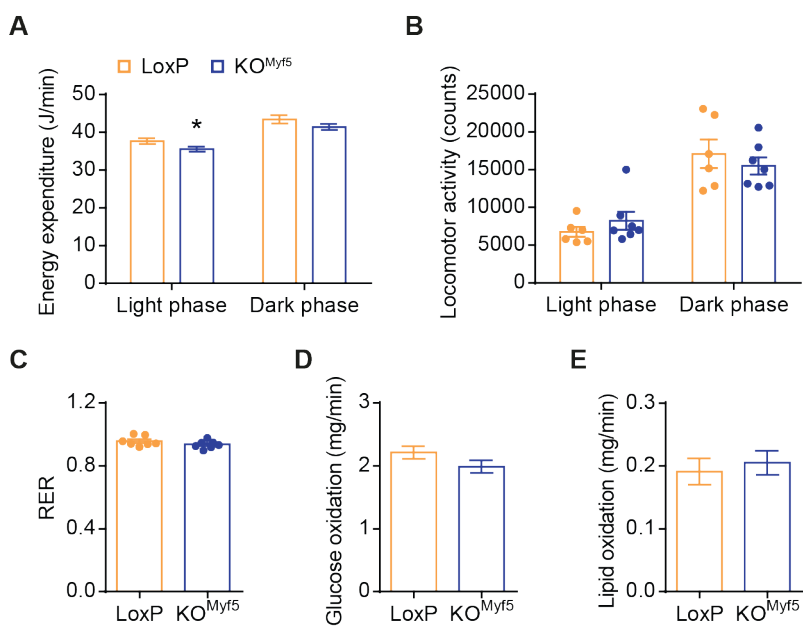 A
LoxP KO^Myf5
Energy expenditure (J/min)
50
40
30
20
10
0
*
Light phase Dark phase
B
Locomotor activity (counts)
25000
20000
15000
10000
5000
0
Light phase Dark phase
C
RER
1.2
0.9
0.4
0.0
LoxP KO^Myf5
D
Glucose oxidation (mg/min)
3
2
1
0
LoxP KO^Myf5
E
Lipid oxidation (mg/min)
0.3
0.2
0.1
0.0
LoxP KO^Myf5